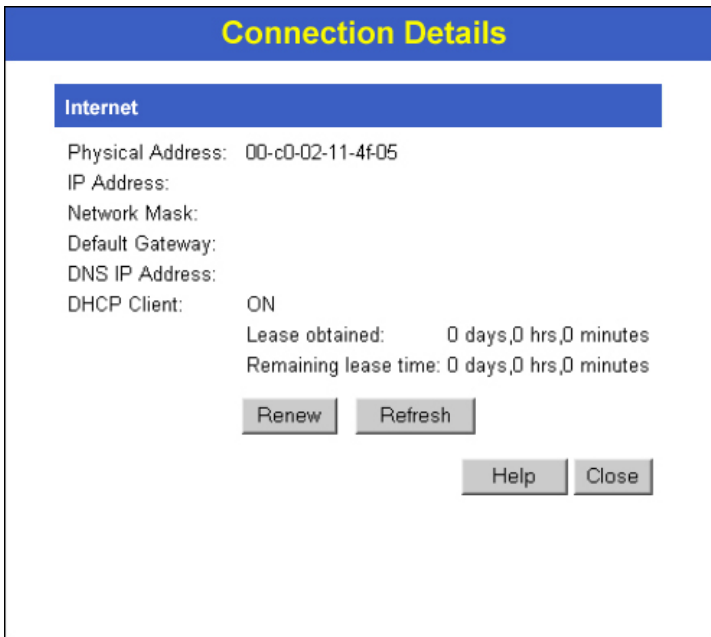 Connection Details
Internet
Physical Address: 00-c0-02-11-4f-05
IP Address:
Network Mask:
Default Gateway:
DNS IP Address:
DHCP Client: ON
Lease obtained: 0 days,0 hrs,0 minutes
Remaining lease time: 0 days,0 hrs,0 minutes
Renew Refresh
Help Close